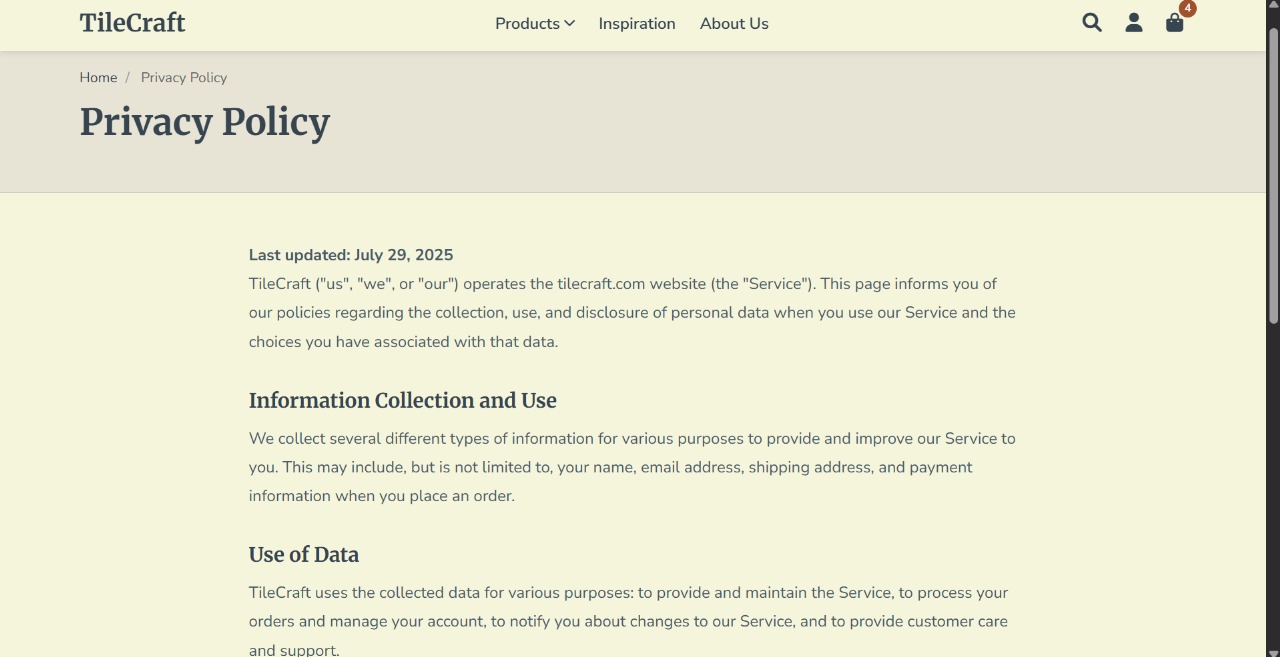 TileCraft
Products Inspiration About Us
4
Home / Privacy Policy
Privacy Policy
Last updated: July 29, 2025
TileCraft ("us", "we", or "our") operates the tilecraft.com website (the "Service"). This page informs you of
our policies regarding the collection, use, and disclosure of personal data when you use our Service and the
choices you have associated with that data.
Information Collection and Use
We collect several different types of information for various purposes to provide and improve our Service to
you. This may include, but is not limited to, your name, email address, shipping address, and payment
information when you place an order.
Use of Data
TileCraft uses the collected data for various purposes: to provide and maintain the Service, to process your
orders and manage your account, to notify you about changes to our Service, and to provide customer care
and support.